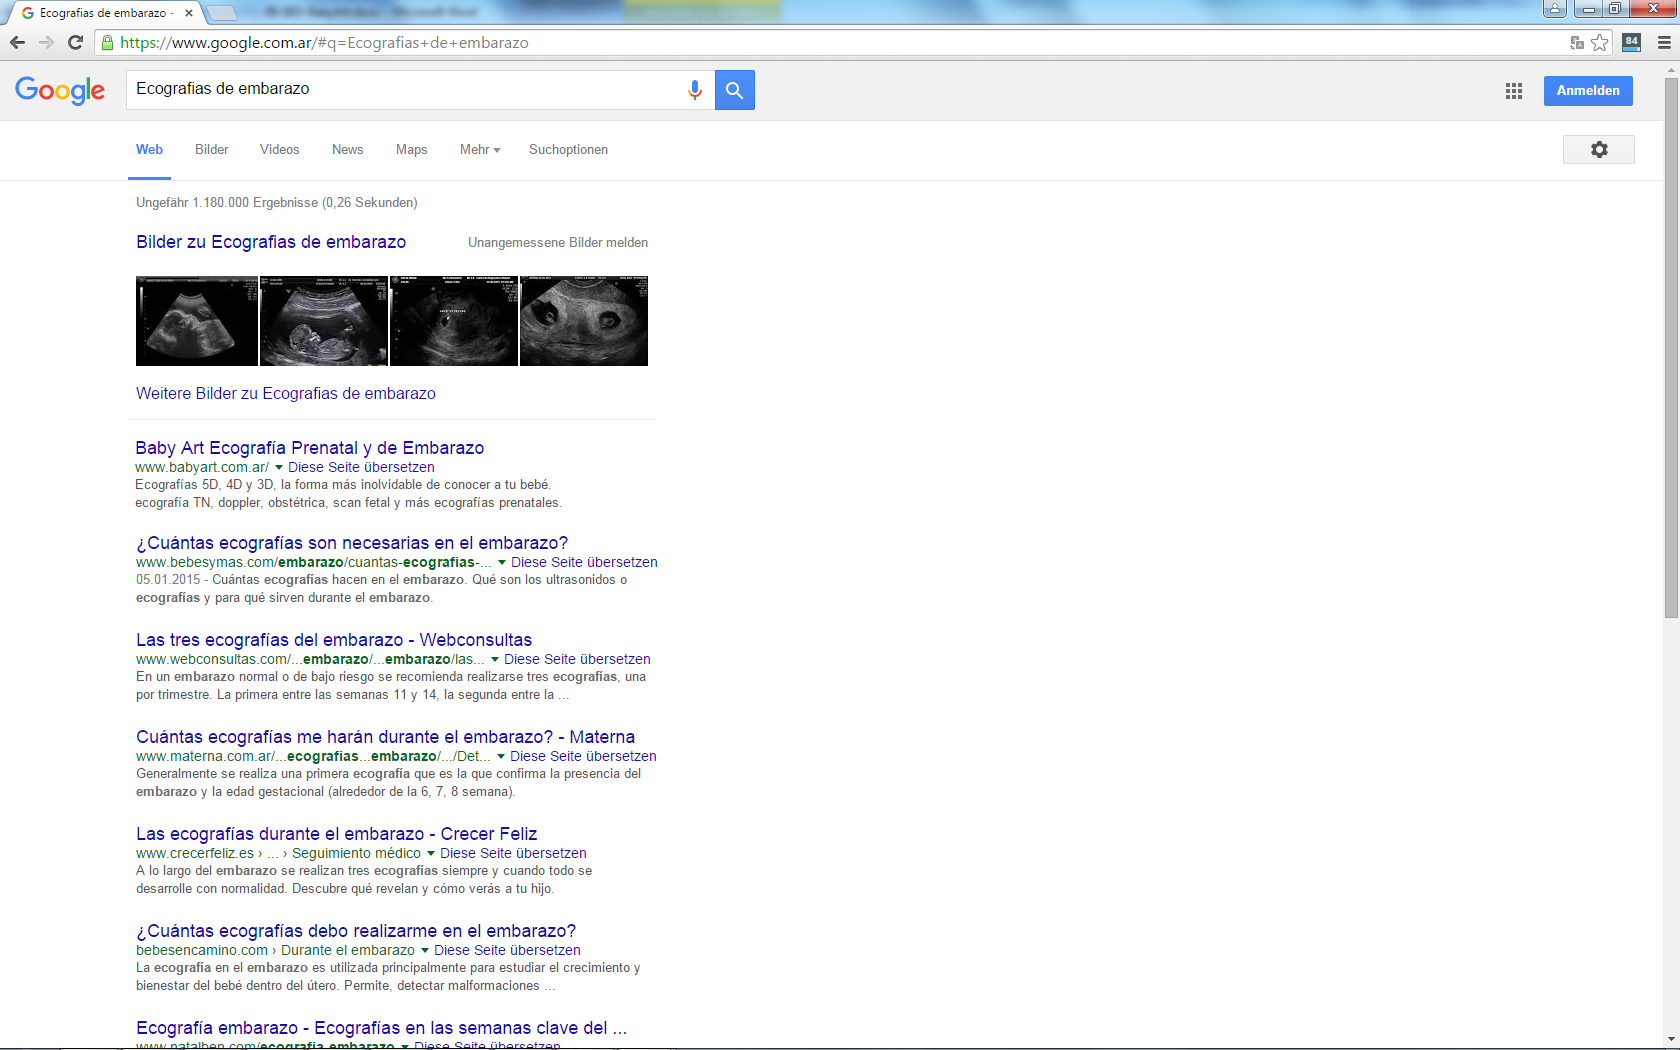 Ecografias de embarazo -
https://www.google.com.ar/#q=Ecografias+de+embarazo
84
Google
Ecografias de embarazo
Anmelden
Web Bilder Videos News Maps Mehr Suchoptionen
Ungefähr 1.180.000 Ergebnisse (0,26 Sekunden)
Bilder zu Ecografias de embarazo Unangemessene Bilder melden
Weitere Bilder zu Ecografias de embarazo
Baby Art Ecografía Prenatal y de Embarazo
www.babyart.com.ar/ Diese Seite übersetzen
Ecografías 5D, 4D y 3D, la forma más inolvidable de conocer a tu bebé.
ecografía TN, doppler, obstétrica, scan fetal y más ecografías prenatales.
¿Cuántas ecografías son necesarias en el embarazo?
www.bebesymas.com/embarazo/cuantas-ecografias-... Diese Seite übersetzen
05.01.2015 - Cuántas ecografías hacen en el embarazo. Qué son los ultrasonidos o
ecografías y para qué sirven durante el embarazo.
Las tres ecografías del embarazo - Webconsultas
www.webconsultas.com/...embarazo/...embarazo/las... Diese Seite übersetzen
En un embarazo normal o de bajo riesgo se recomienda realizarse tres ecografías, una
por trimestre. La primera entre las semanas 11 y 14, la segunda entre la ...
Cuántas ecografías me harán durante el embarazo? - Materna
www.materna.com.ar/...ecografias...embarazo/.../Det... Diese Seite übersetzen
Generalmente se realiza una primera ecografía que es la que confirma la presencia del
embarazo y la edad gestacional (alrededor de la 6, 7, 8 semana).
Las ecografías durante el embarazo - Crecer Feliz
www.crecerfeliz.es › ... › Seguimiento médico Diese Seite übersetzen
A lo largo del embarazo se realizan tres ecografías siempre y cuando todo se
desarrolle con normalidad. Descubre qué revelan y cómo verás a tu hijo.
¿Cuántas ecografías debo realizarme en el embarazo?
bebesencamino.com › Durante el embarazo Diese Seite übersetzen
La ecografía en el embarazo es utilizada principalmente para estudiar el crecimiento y
bienestar del bebé dentro del útero. Permite, detectar malformaciones ...
Ecografía embarazo - Ecografías en las semanas clave del ...
www.natalben.com/ecografia-embarazo Diese Seite übersetzen